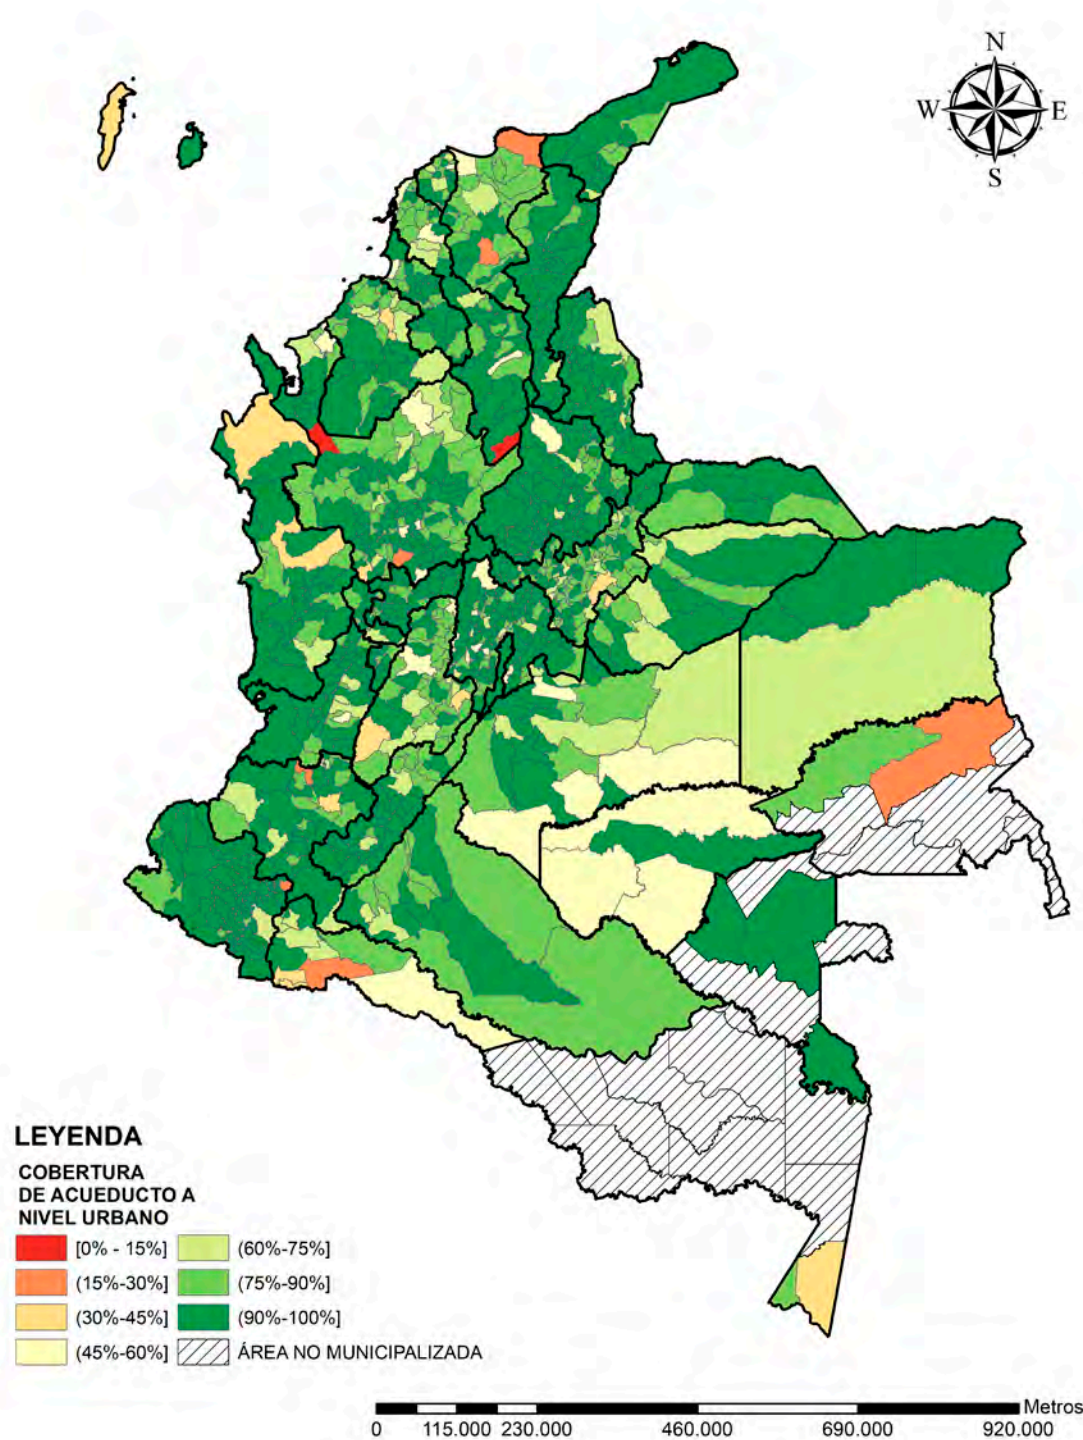 N
W E
S
LEYENDA
COBERTURA
DE ACUEDUCTO A
NIVEL URBANO
[0% - 15%]
(15%-30%]
(30%-45%]
(45%-60%]
(60%-75%]
(75%-90%]
(90%-100%]
ÁREA NO MUNICIPALIZADA
Metros
0 115.000 230.000 460.000 690.000 920.000